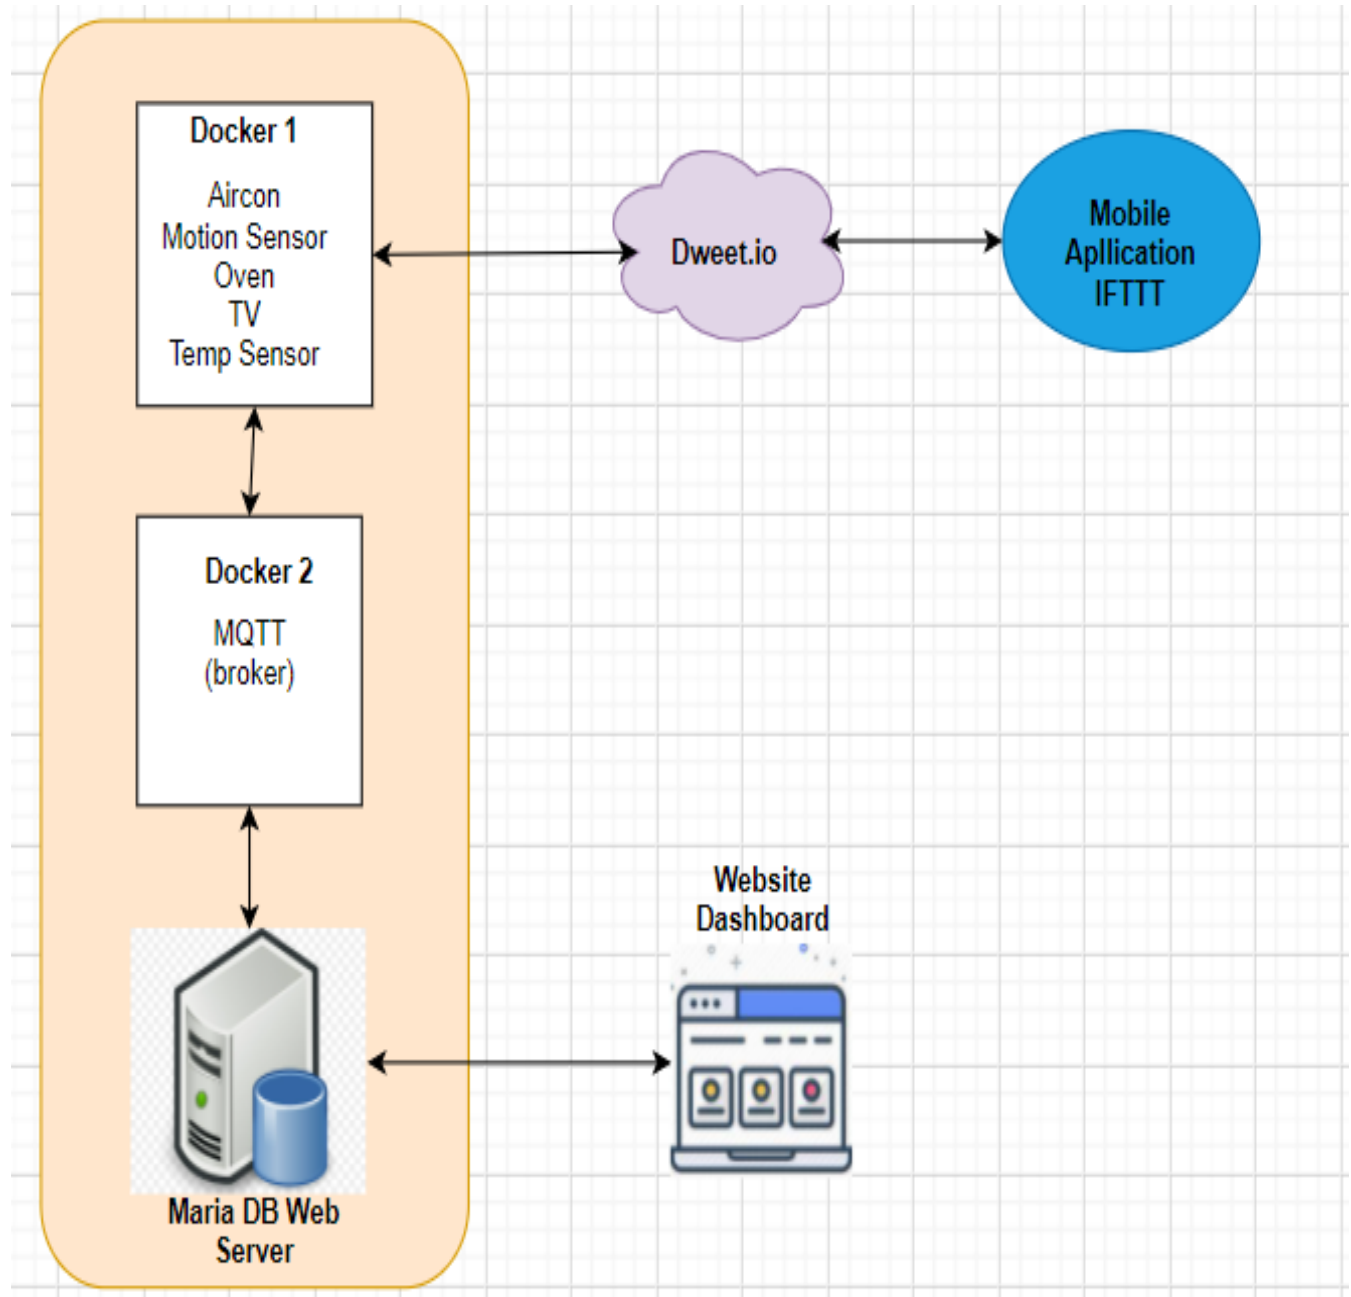 Docker 1
Aircon
Motion Sensor
Oven
TV
Temp Sensor
Dweet.io
Mobile
Apllication
IFTTT
Docker 2
MQTT
(broker)
Website
Dashboard
Maria DB Web
Server